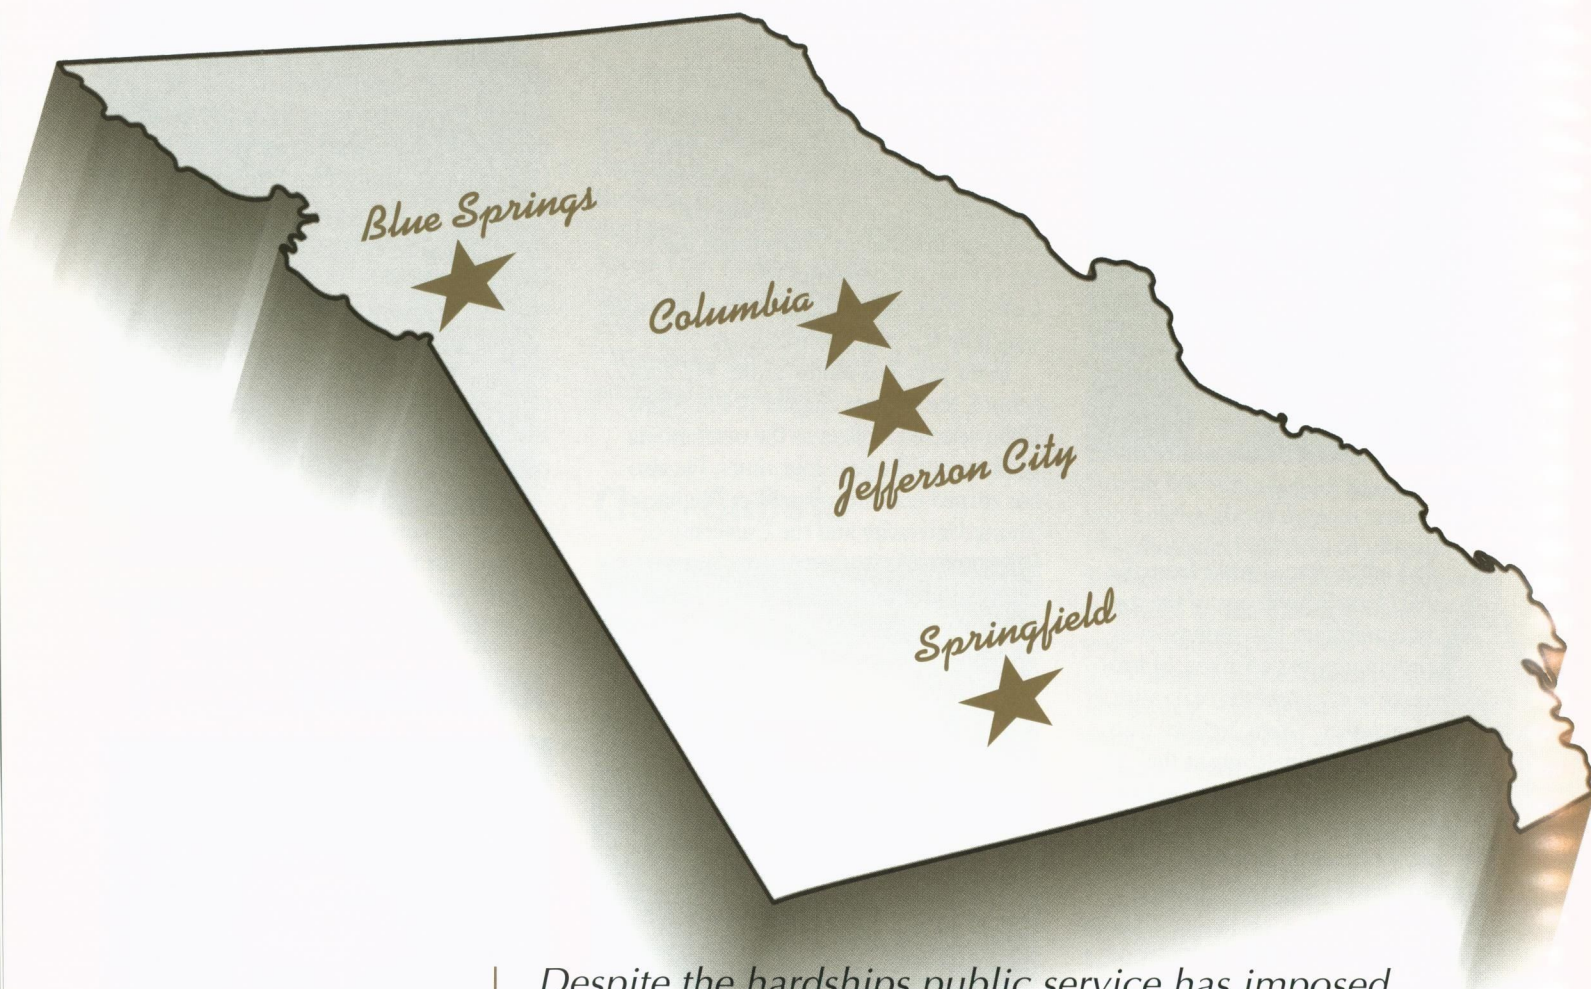 Blue Springs
Columbia
Jefferson City
Springfield
Despite the hardships public service has imposed